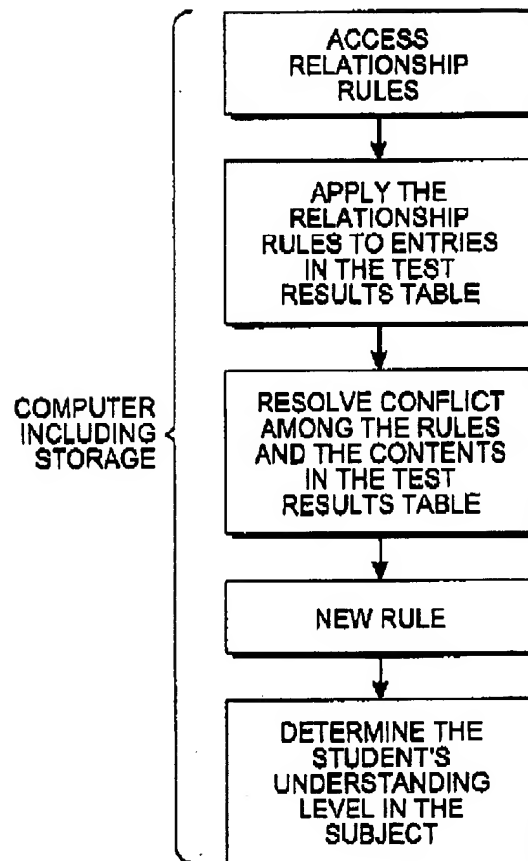 ACCESS
RELATIONSHIP
RULES
APPLY THE
RELATIONSHIP
RULES TO ENTRIES
IN THE TEST
RESULTS TABLE
COMPUTER
INCLUDING
STORAGE
RESOLVE CONFLICT
AMONG THE RULES
AND THE CONTENTS
IN THE TEST
RESULTS TABLE
NEW RULE
DETERMINE THE
STUDENT'S
UNDERSTANDING
LEVEL IN THE
SUBJECT